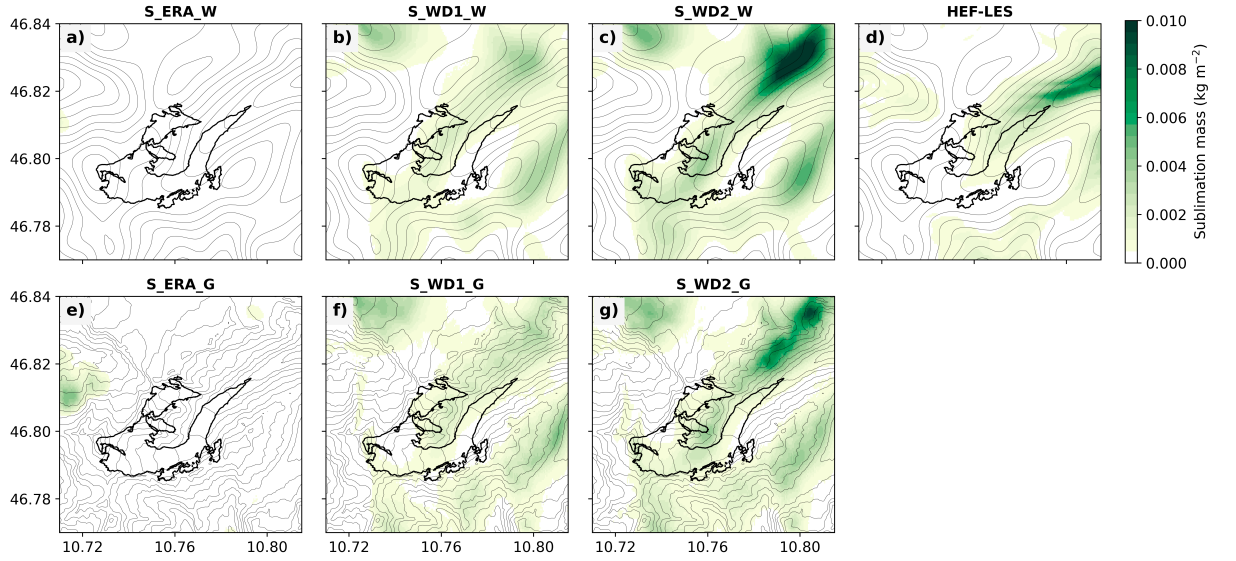 S_ERA_W S_WD1_W S_WD2_W HEF-LES
a) b) c) d)
46.84
46.82
46.80
46.78
0.010
0.008
0.006
0.004
0.002
0.000
Sublimation mass (kg m⁻²)
S_ERA_G S_WD1_G S_WD2_G
e) f) g)
46.84
46.82
46.80
46.78
10.72 10.76 10.80 10.72 10.76 10.80 10.72 10.76 10.80